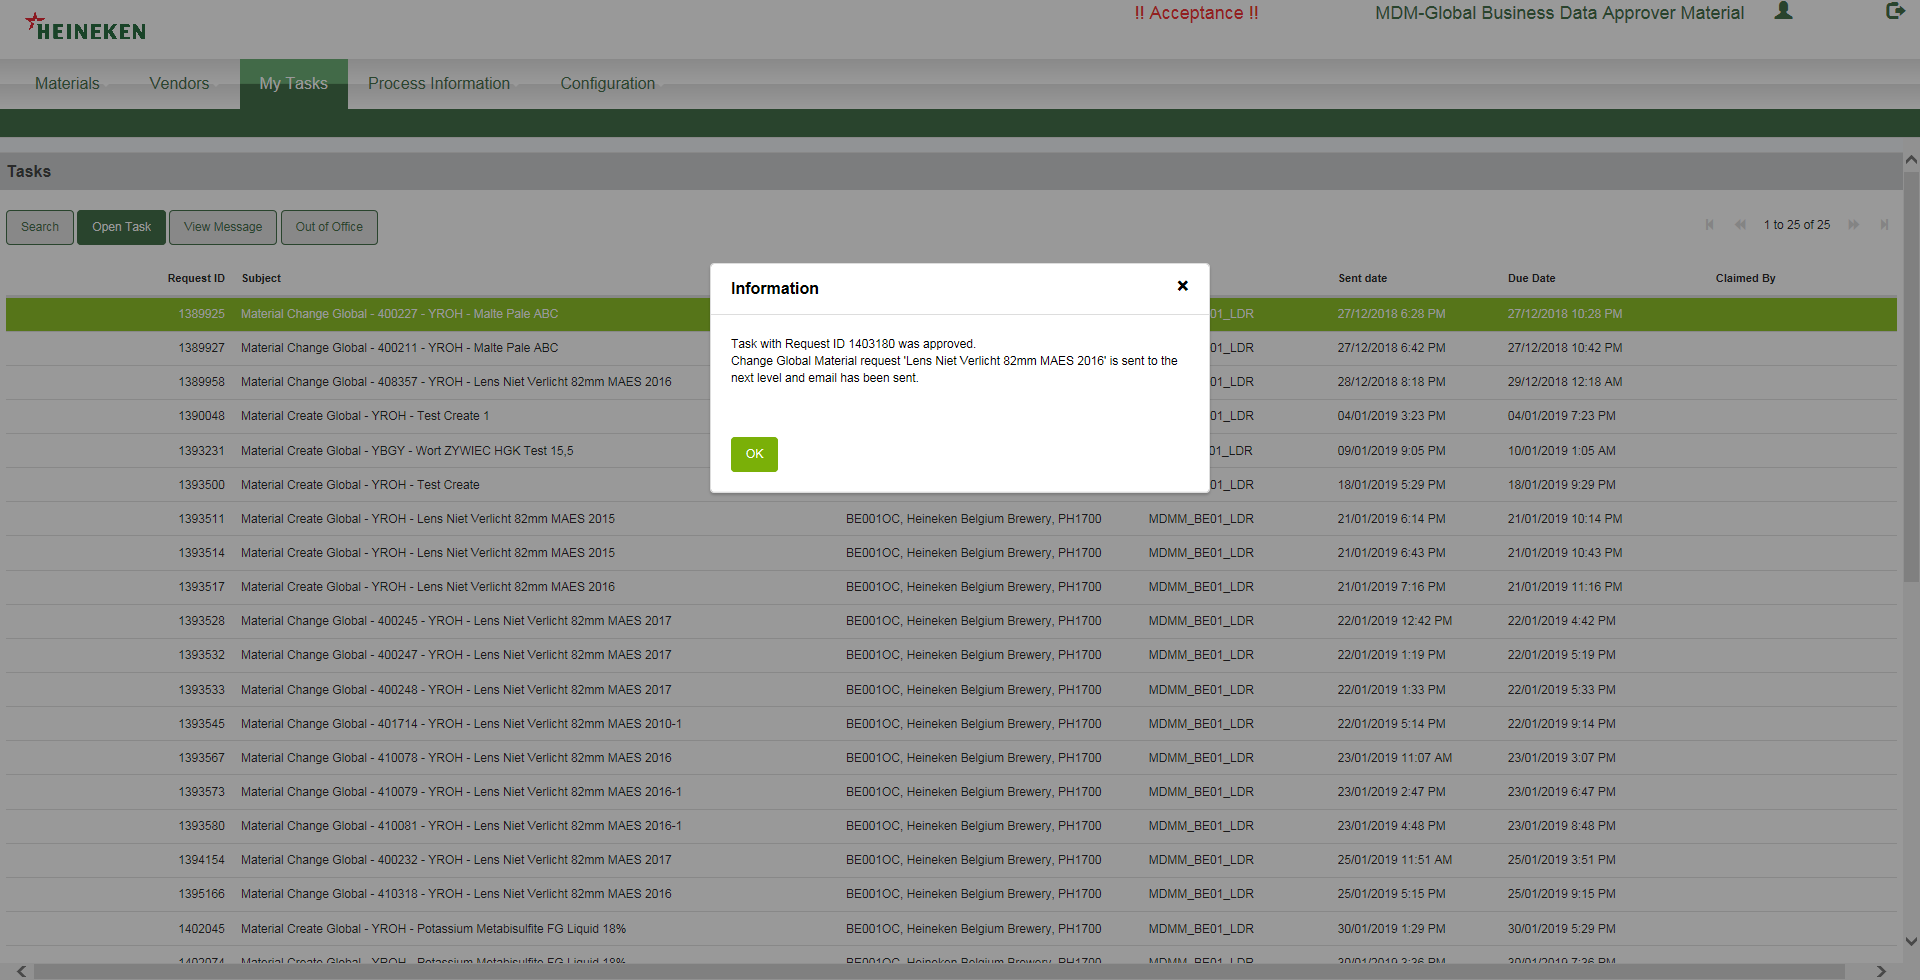 HEINEKEN
!! Acceptance !!
MDM-Global Business Data Approver Material
Materials Vendors My Tasks Process Information Configuration
Tasks
Search Open Task View Message Out of Office 1 to 25 of 25
Request ID Subject Sent date Due Date Claimed By
1389925 Material Change Global - 400227 - YROH - Malte Pale ABC 01_LDR 27/12/2018 6:28 PM 27/12/2018 10:28 PM
1389927 Material Change Global - 400211 - YROH - Malte Pale ABC 01_LDR 27/12/2018 6:42 PM 27/12/2018 10:42 PM
1389958 Material Change Global - 408357 - YROH - Lens Niet Verlicht 82mm MAES 2016 01_LDR 28/12/2018 8:18 PM 29/12/2018 12:18 AM
1390048 Material Create Global - YROH - Test Create 1 01_LDR 04/01/2019 3:23 PM 04/01/2019 7:23 PM
1393231 Material Create Global - YBGY - Wort ZYWIEC HGK Test 15,5 01_LDR 09/01/2019 9:05 PM 10/01/2019 1:05 AM
1393500 Material Create Global - YROH - Test Create 01_LDR 18/01/2019 5:29 PM 18/01/2019 9:29 PM
1393511 Material Create Global - YROH - Lens Niet Verlicht 82mm MAES 2015 BE001OC, Heineken Belgium Brewery, PH1700 MDMM_BE01_LDR 21/01/2019 6:14 PM 21/01/2019 10:14 PM
1393514 Material Create Global - YROH - Lens Niet Verlicht 82mm MAES 2015 BE001OC, Heineken Belgium Brewery, PH1700 MDMM_BE01_LDR 21/01/2019 6:43 PM 21/01/2019 10:43 PM
1393517 Material Create Global - YROH - Lens Niet Verlicht 82mm MAES 2016 BE001OC, Heineken Belgium Brewery, PH1700 MDMM_BE01_LDR 21/01/2019 7:16 PM 21/01/2019 11:16 PM
1393528 Material Change Global - 400245 - YROH - Lens Niet Verlicht 82mm MAES 2017 BE001OC, Heineken Belgium Brewery, PH1700 MDMM_BE01_LDR 22/01/2019 12:42 PM 22/01/2019 4:42 PM
1393532 Material Change Global - 400247 - YROH - Lens Niet Verlicht 82mm MAES 2017 BE001OC, Heineken Belgium Brewery, PH1700 MDMM_BE01_LDR 22/01/2019 1:19 PM 22/01/2019 5:19 PM
1393533 Material Change Global - 400248 - YROH - Lens Niet Verlicht 82mm MAES 2017 BE001OC, Heineken Belgium Brewery, PH1700 MDMM_BE01_LDR 22/01/2019 1:33 PM 22/01/2019 5:33 PM
1393545 Material Change Global - 401714 - YROH - Lens Niet Verlicht 82mm MAES 2010-1 BE001OC, Heineken Belgium Brewery, PH1700 MDMM_BE01_LDR 22/01/2019 5:14 PM 22/01/2019 9:14 PM
1393567 Material Change Global - 410078 - YROH - Lens Niet Verlicht 82mm MAES 2016 BE001OC, Heineken Belgium Brewery, PH1700 MDMM_BE01_LDR 23/01/2019 11:07 AM 23/01/2019 3:07 PM
1393573 Material Change Global - 410079 - YROH - Lens Niet Verlicht 82mm MAES 2016-1 BE001OC, Heineken Belgium Brewery, PH1700 MDMM_BE01_LDR 23/01/2019 2:47 PM 23/01/2019 6:47 PM
1393580 Material Change Global - 410081 - YROH - Lens Niet Verlicht 82mm MAES 2016-1 BE001OC, Heineken Belgium Brewery, PH1700 MDMM_BE01_LDR 23/01/2019 4:48 PM 23/01/2019 8:48 PM
1394154 Material Change Global - 400232 - YROH - Lens Niet Verlicht 82mm MAES 2017 BE001OC, Heineken Belgium Brewery, PH1700 MDMM_BE01_LDR 25/01/2019 11:51 AM 25/01/2019 3:51 PM
1395166 Material Change Global - 410318 - YROH - Lens Niet Verlicht 82mm MAES 2016 BE001OC, Heineken Belgium Brewery, PH1700 MDMM_BE01_LDR 25/01/2019 5:15 PM 25/01/2019 9:15 PM
1402045 Material Create Global - YROH - Potassium Metabisulfite FG Liquid 18% BE001OC, Heineken Belgium Brewery, PH1700 MDMM_BE01_LDR 30/01/2019 1:29 PM 30/01/2019 5:29 PM
1402074 Material Create Global - YROH - Potassium Metabisulfite FG Liquid 18% BE001OC, Heineken Belgium Brewery, PH1700 MDMM_BE01_LDR 30/01/2019 3:36 PM 30/01/2019 7:36 PM
Information
Task with Request ID 1403180 was approved.
Change Global Material request 'Lens Niet Verlicht 82mm MAES 2016' is sent to the
next level and email has been sent.
OK